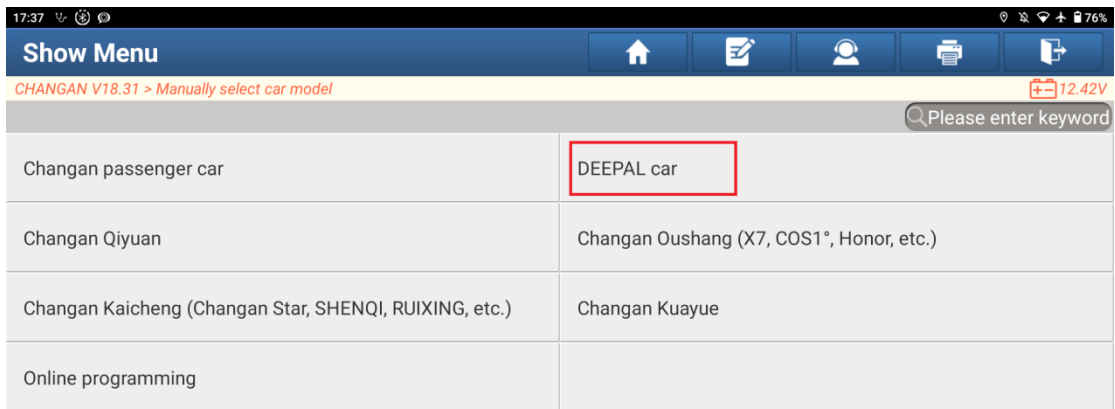 17:37
76%
Show Menu
CHANGAN V18.31 > Manually select car model
12.42V
Please enter keyword
Changan passenger car
DEEPAL car
Changan Qiyuan
Changan Oushang (X7, COS1°, Honor, etc.)
Changan Kaicheng (Changan Star, SHENQI, RUIXING, etc.)
Changan Kuayue
Online programming